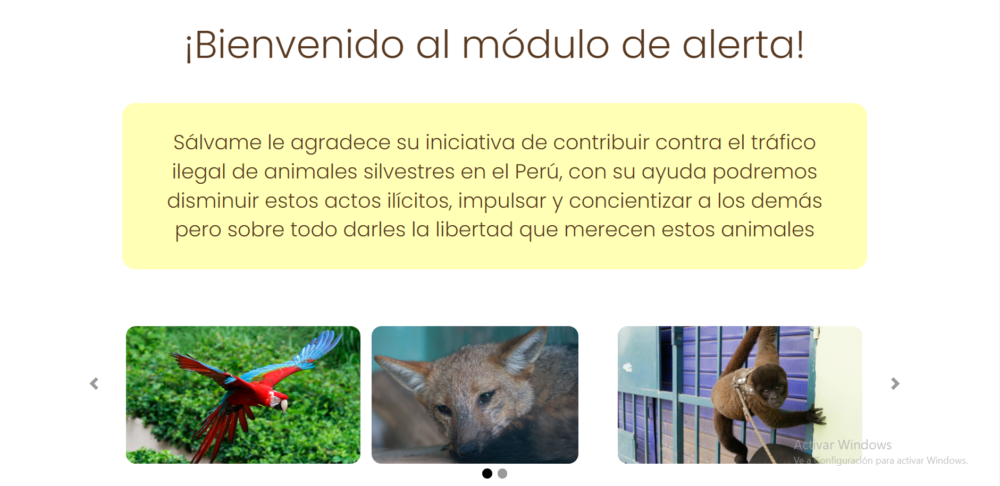 ¡Bienvenido al módulo de alerta!
Sálvame le agradece su iniciativa de contribuir contra el tráfico
ilegal de animales silvestres en el Perú, con su ayuda podremos
disminuir estos actos ilícitos, impulsar y concientizar a los demás
pero sobre todo darles la libertad que merecen estos animales
Activar Windows
Ve a Configuración para activar Windows.